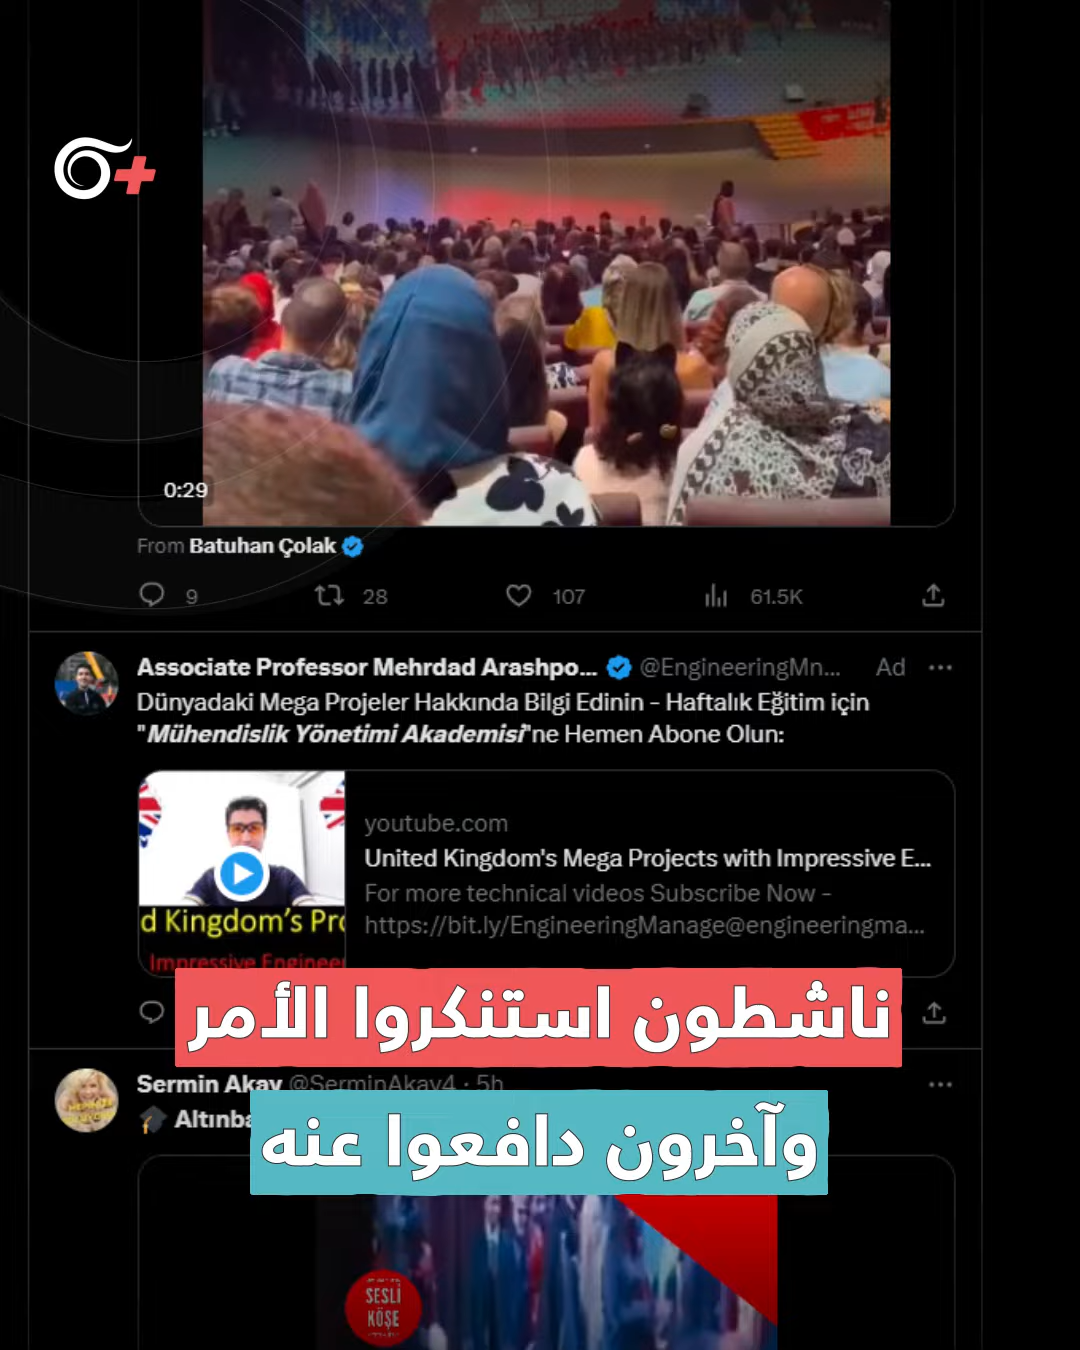 0:29
From Batuhan Çolak
9 28 107 61.5K
Associate Professor Mehrdad Arashpo... @EngineeringMn... Ad
Dünyadaki Mega Projeler Hakkında Bilgi Edinin - Haftalık Eğitim için
"Mühendislik Yönetimi Akademisi"ne Hemen Abone Olun:
youtube.com
United Kingdom's Mega Projects with Impressive E...
For more technical videos Subscribe Now -
https://bit.ly/EngineeringManage@engineeringma...
d Kingdom's Pro
Impressive Engineer
ناشطون استنكروا الأمر
Sermin Akay @SerminAkay4 · 5h
Altınba
وآخرون دافعوا عنه
SESLİ
KÖŞE